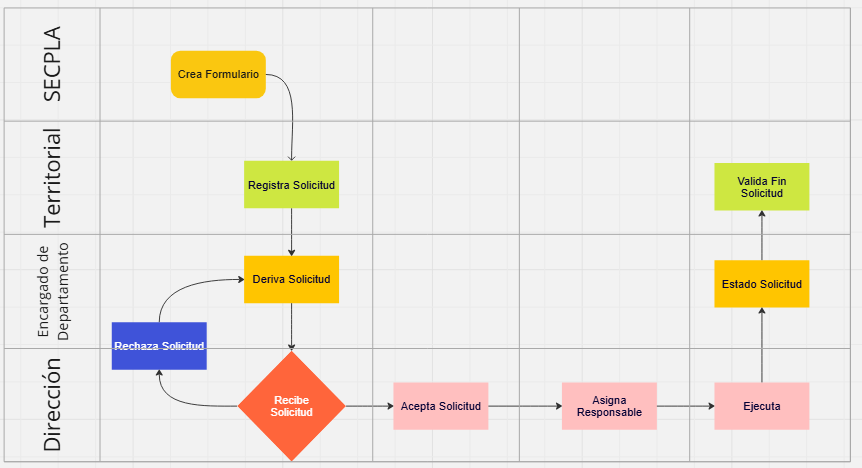 SECPLA
Crea Formulario
Territorial
Registra Solicitud
Valida Fin
Solicitud
Encargado de
Departamento
Deriva Solicitud
Estado Solicitud
Rechaza Solicitud
Dirección
Recibe
Solicitud
Acepta Solicitud
Asigna
Responsable
Ejecuta